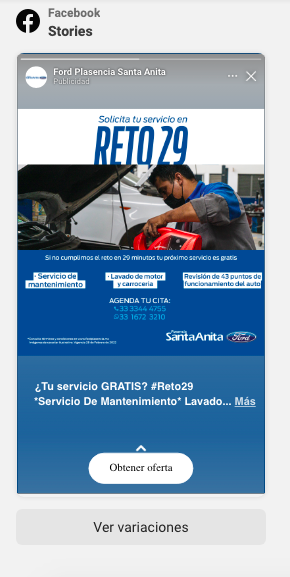 Facebook
Stories
Ford Plasencia Santa Anita
Publicidad
Solicita tu servicio en
RETO 29
Si no cumplimos el reto en 29 minutos tu próximo servicio es gratis
· Servicio de mantenimiento
· Lavado de motor y carrocería
Revisión de 43 puntos de funcionamiento del auto
AGENDA TU CITA:
33 3344 4755
33 1672 3210
Plasencia
SantaAnita
Ford
¿Tu servicio GRATIS? #Reto29
*Servicio De Mantenimiento* Lavado... Más
Obtener oferta
Ver variaciones